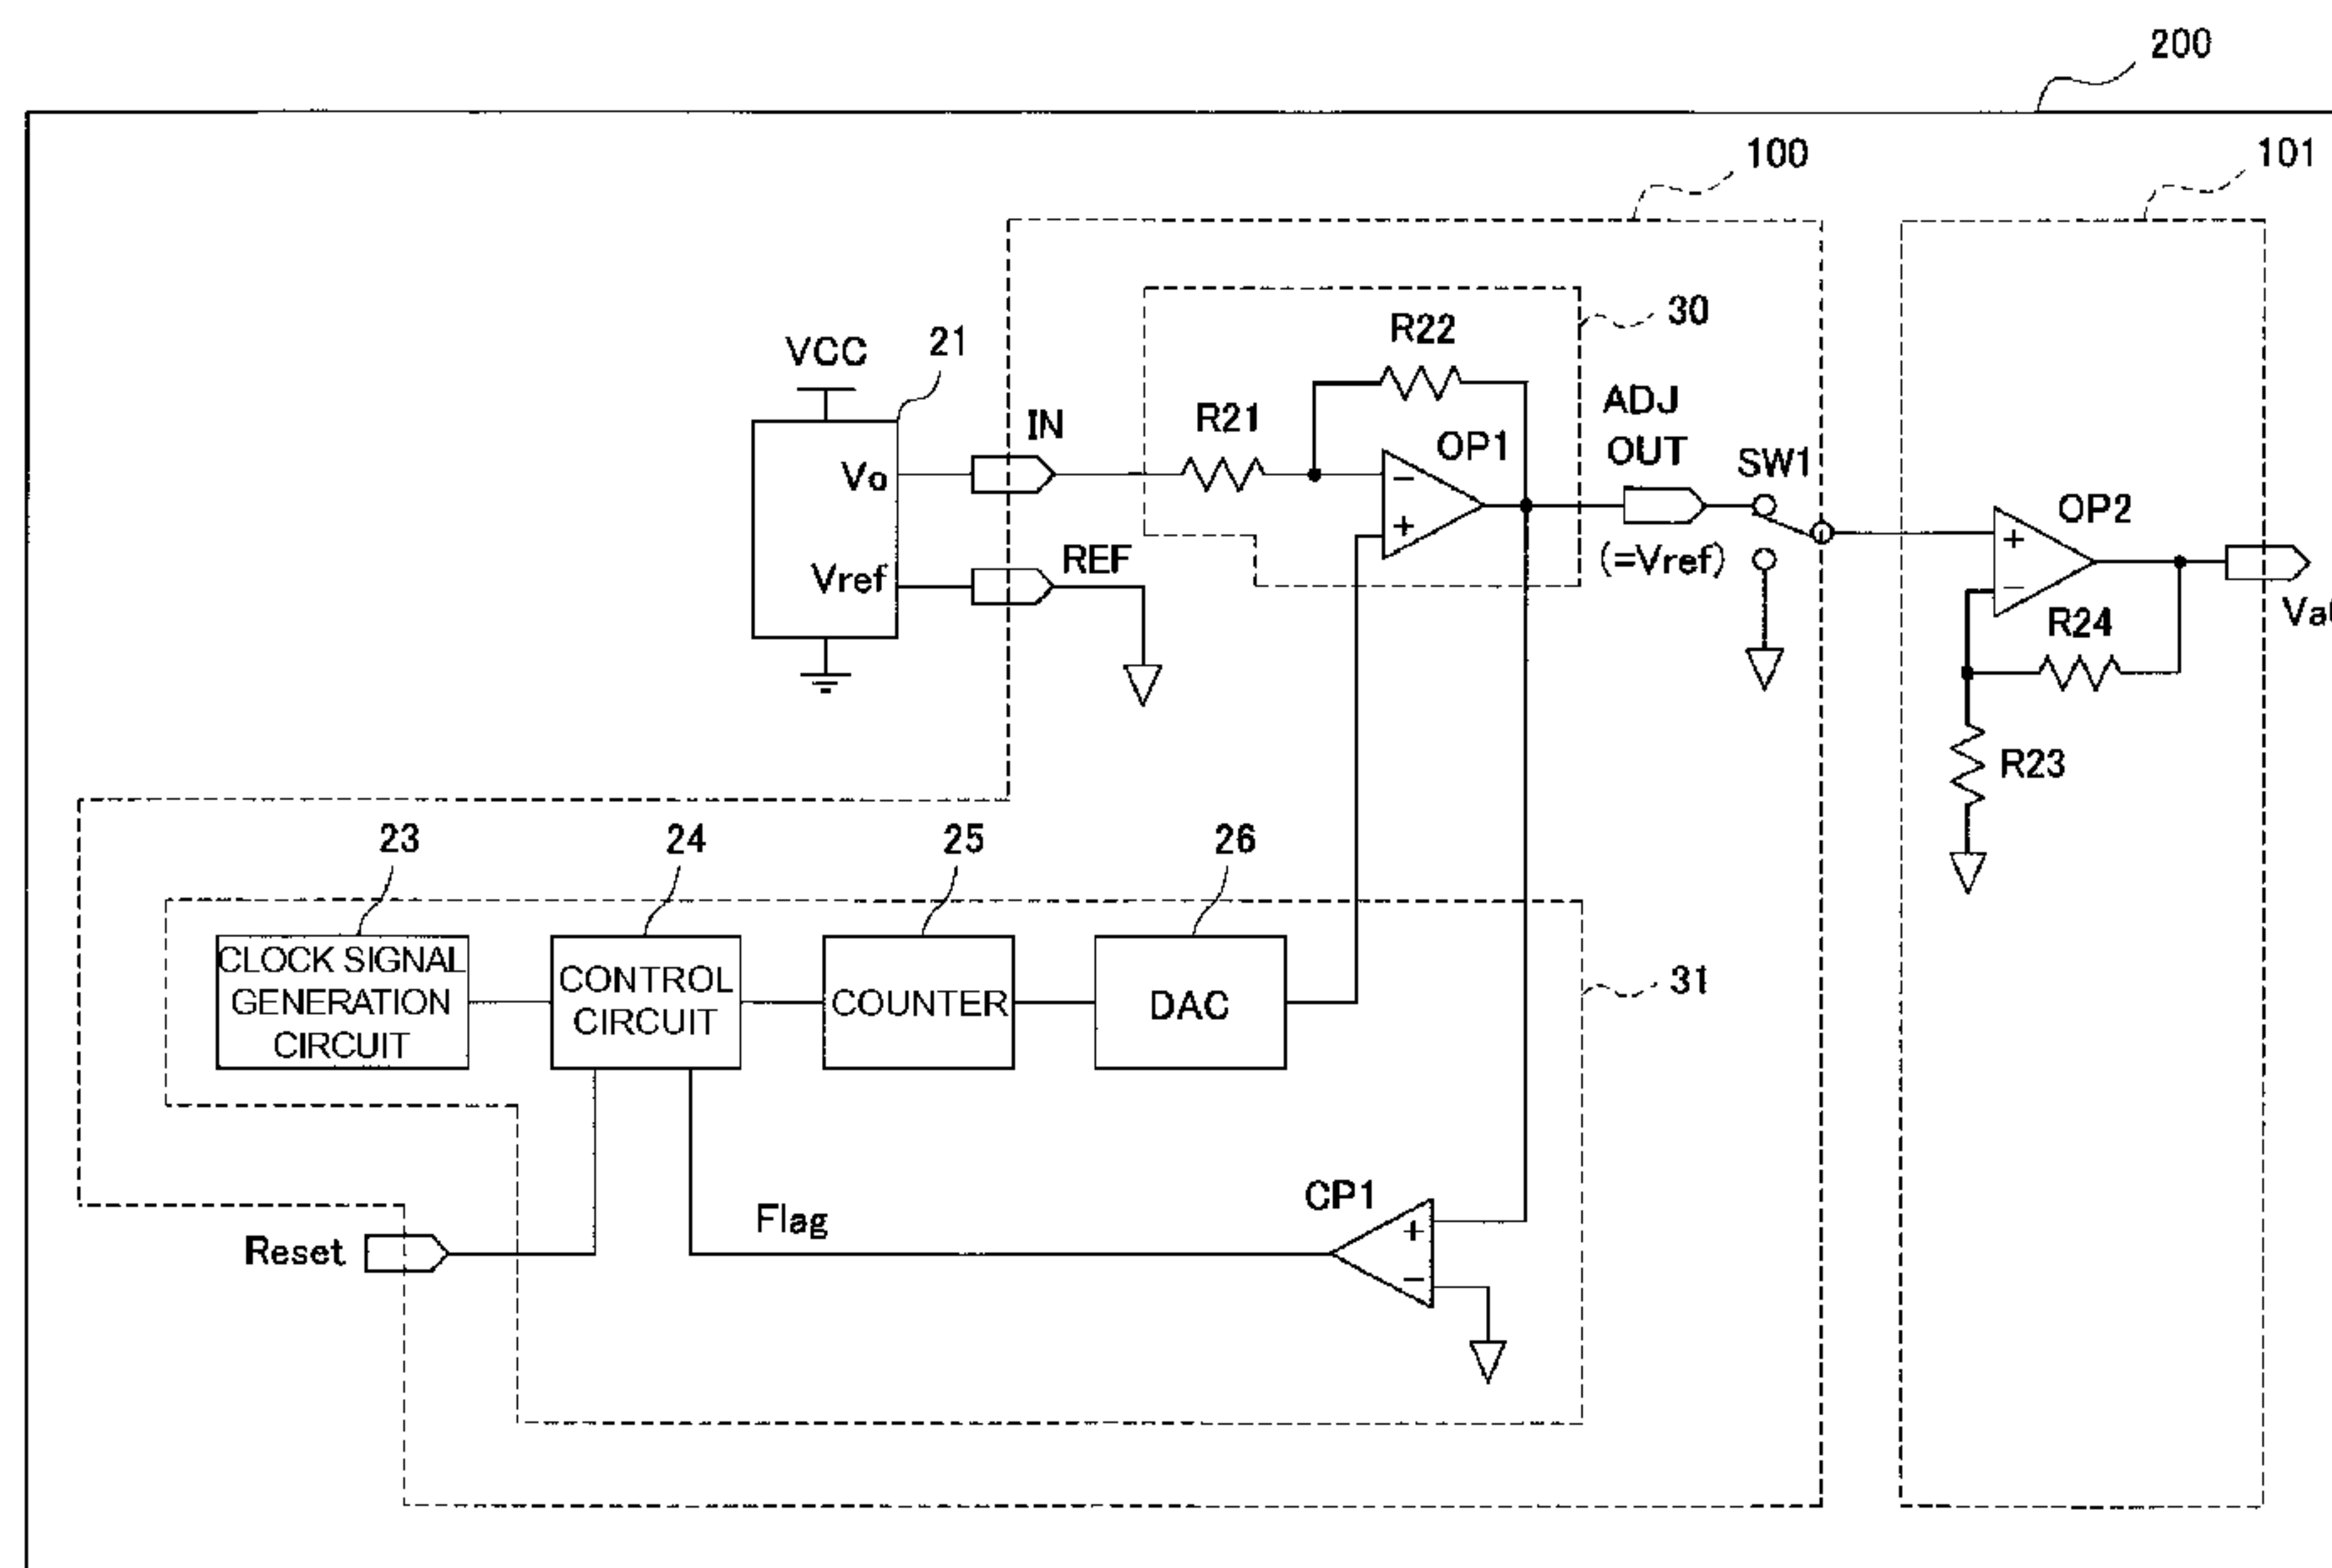 200
100
101
30
R22
VCC
21
IN
R21
OP1
ADJ
OUT
SW1
OP2
Vo
−
+
+
−
REF
(=Vref)
Vref
R24
R23
23
24
25
26
CLOCK SIGNAL
GENERATION
CIRCUIT
CONTROL
CIRCUIT
COUNTER
DAC
31
CP1
Flag
+
−
Reset